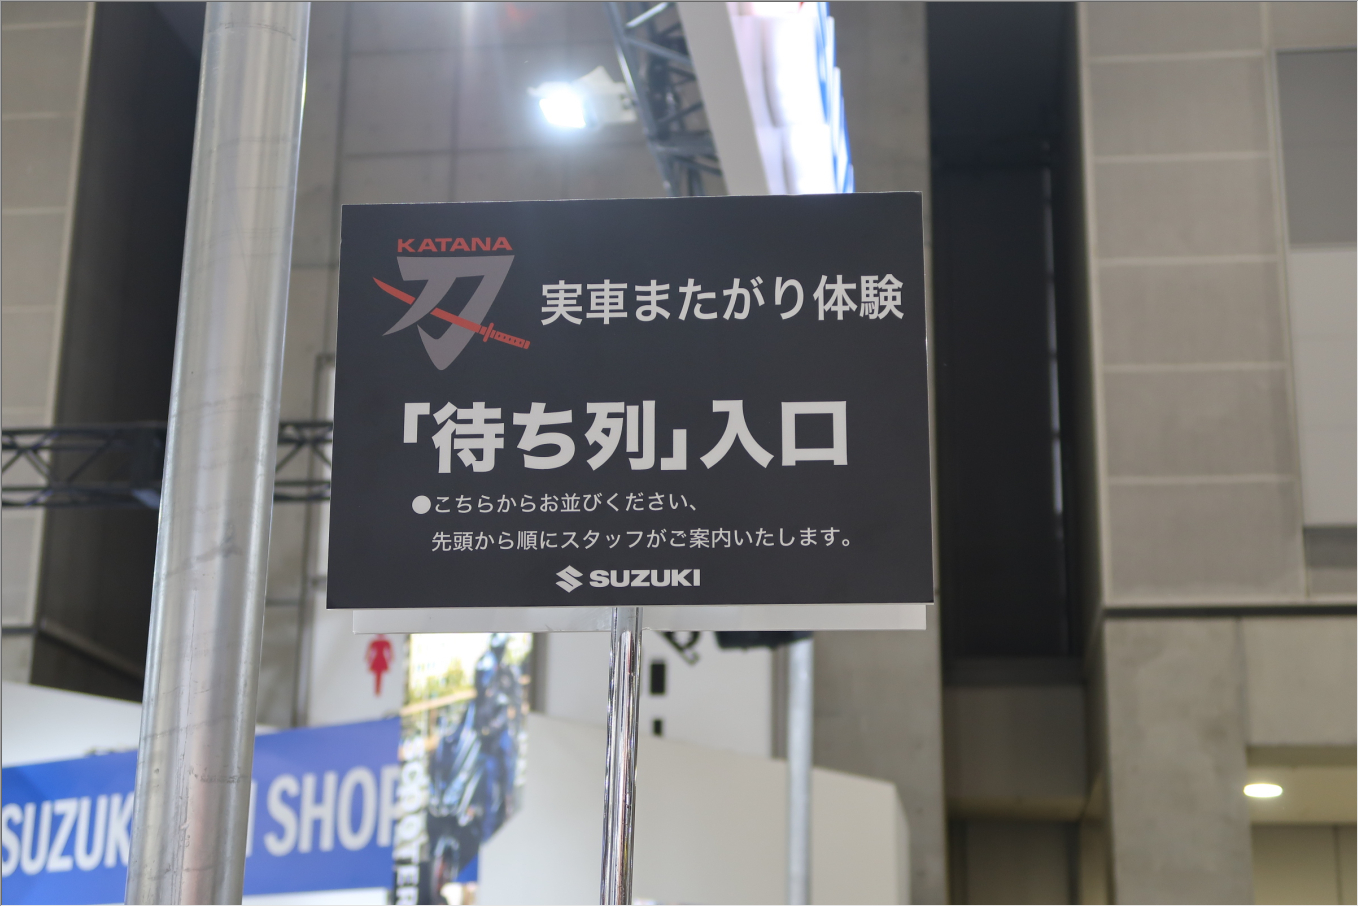 KATANA
刀
実車またがり体験
「待ち列」入口
●こちらからお並びください、
先頭から順にスタッフがご案内いたします。
SUZUKI
SUZUK
SHOP